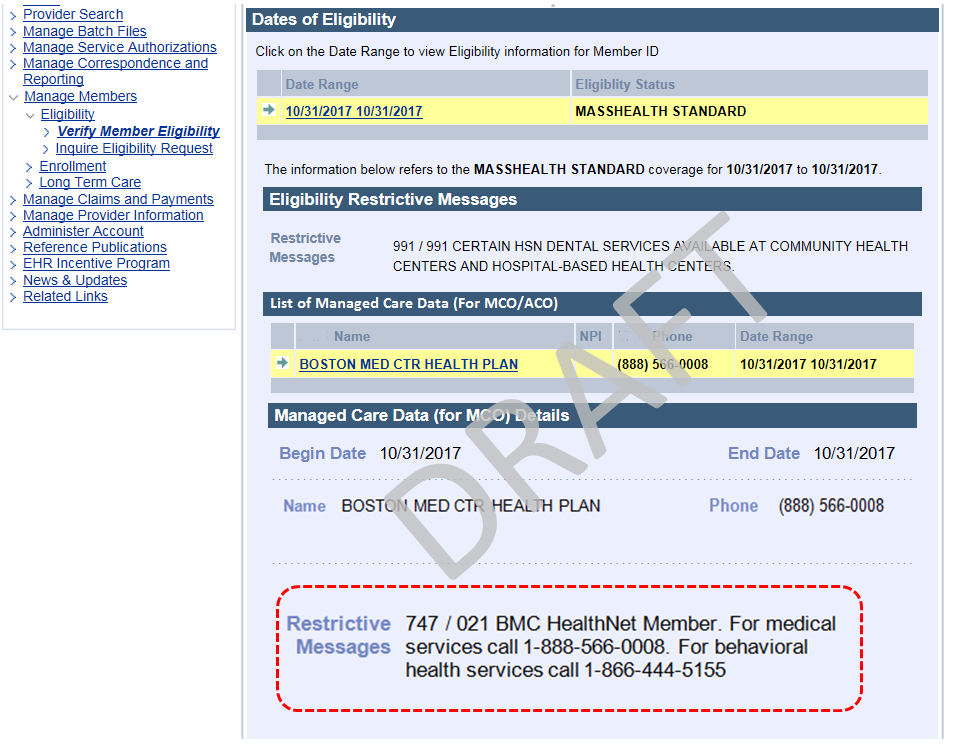 Provider Search
Manage Batch Files
Manage Service Authorizations
Manage Correspondence and
Reporting
Manage Members
Eligibility
Verify Member Eligibility
Inquire Eligibility Request
Enrollment
Long Term Care
Manage Claims and Payments
Manage Provider Information
Administer Account
Reference Publications
EHR Incentive Program
News & Updates
Related Links
Dates of Eligibility
Click on the Date Range to view Eligibility information for Member ID
Date Range Eligiblity Status
10/31/2017 10/31/2017 MASSHEALTH STANDARD
The information below refers to the MASSHEALTH STANDARD coverage for 10/31/2017 to 10/31/2017.
Eligibility Restrictive Messages
Restrictive
Messages
991 / 991 CERTAIN HSN DENTAL SERVICES AVAILABLE AT COMMUNITY HEALTH
CENTERS AND HOSPITAL-BASED HEALTH CENTERS.
List of Managed Care Data (For MCO/ACO)
Name NPI Phone Date Range
BOSTON MED CTR HEALTH PLAN (888) 566-0008 10/31/2017 10/31/2017
Managed Care Data (for MCO) Details
Begin Date 10/31/2017 End Date 10/31/2017
Name BOSTON MED CTR HEALTH PLAN Phone (888) 566-0008
Restrictive
Messages
747 / 021 BMC HealthNet Member. For medical
services call 1-888-566-0008. For behavioral
health services call 1-866-444-5155
DRAFT